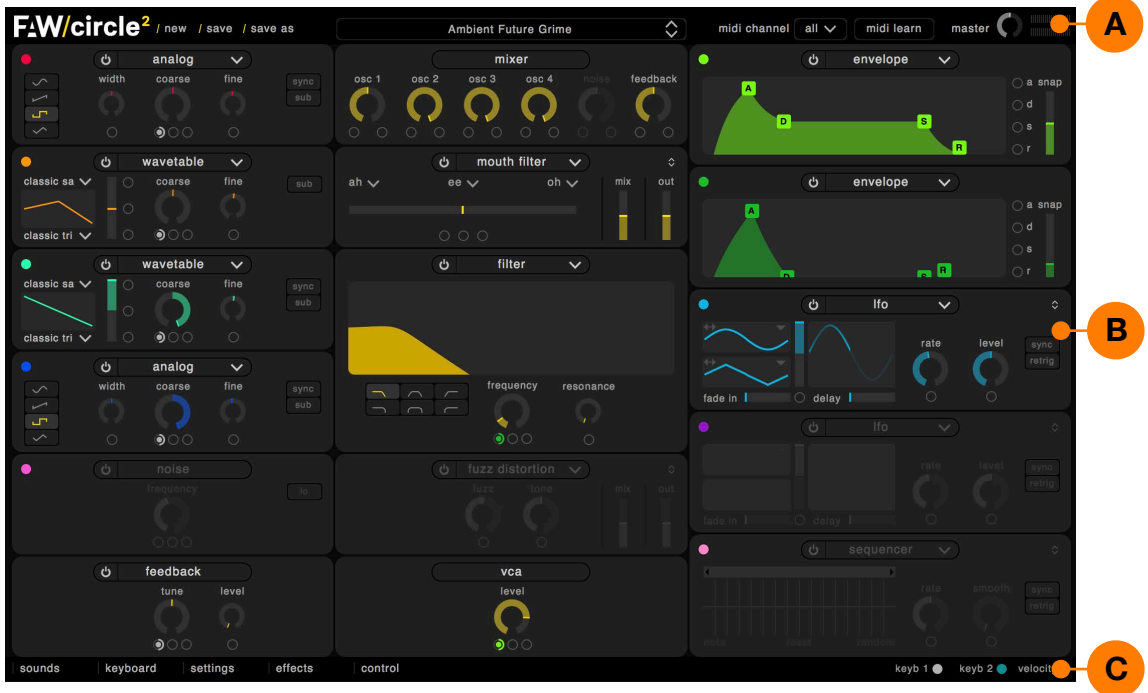 F.W/circle² / new / save / save as
Ambient Future Grime
midi channel all midi learn master
A
analog
width coarse fine sync
sub
wavetable
classic sa coarse fine sub
classic tri
wavetable
classic sa coarse fine sync
sub
classic tri
analog
width coarse fine sync
sub
noise
frequency lo
feedback
tune level
mixer
osc 1 osc 2 osc 3 osc 4 noise feedback
mouth filter
ah ee oh mix out
filter
frequency resonance
fuzz distortion
fuzz tone mix out
vca
level
envelope
A D S R
a snap
d
s
r
envelope
A D S R
a snap
d
s
r
lfo
B
rate level sync
retrig
fade in delay
lfo
rate level sync
retrig
fade in delay
sequencer
rate smooth sync
retrig
note reset random
sounds keyboard settings effects control
keyb 1 keyb 2 velocit
C